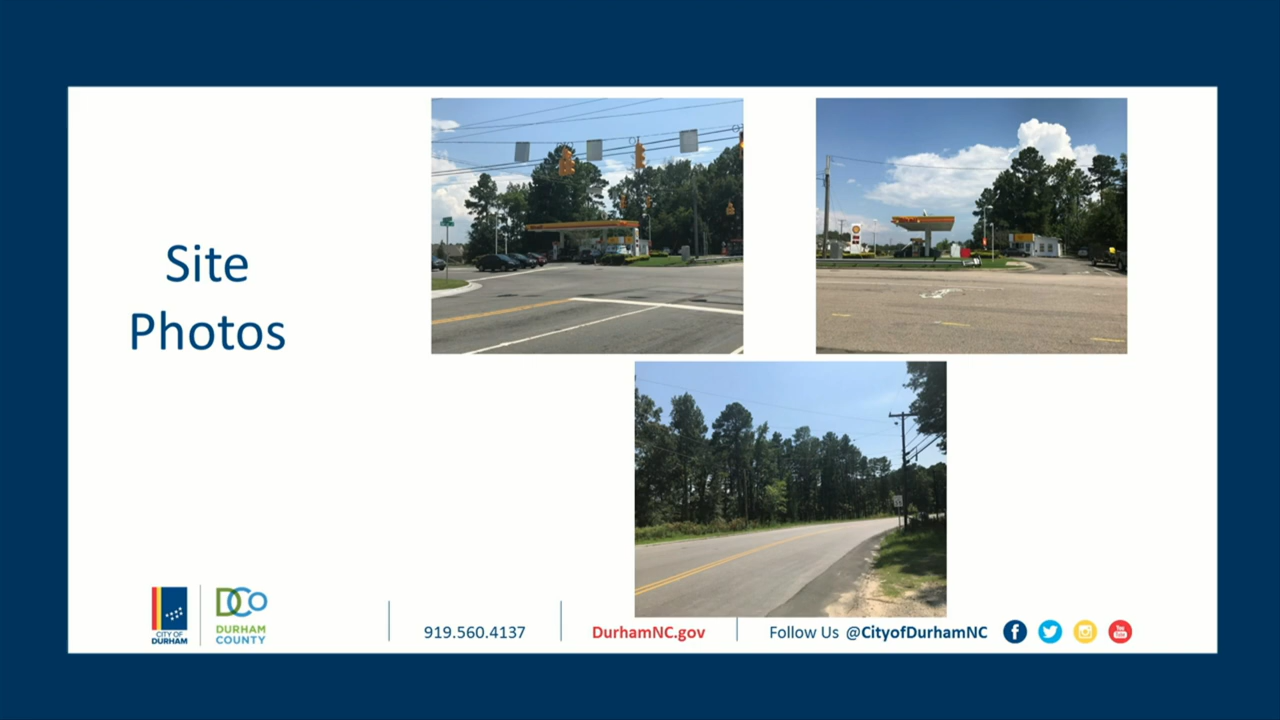 Site
Photos
CITY OF
DURHAM
DCo
DURHAM
COUNTY
919.560.4137
DurhamNC.gov
Follow Us @CityofDurhamNC